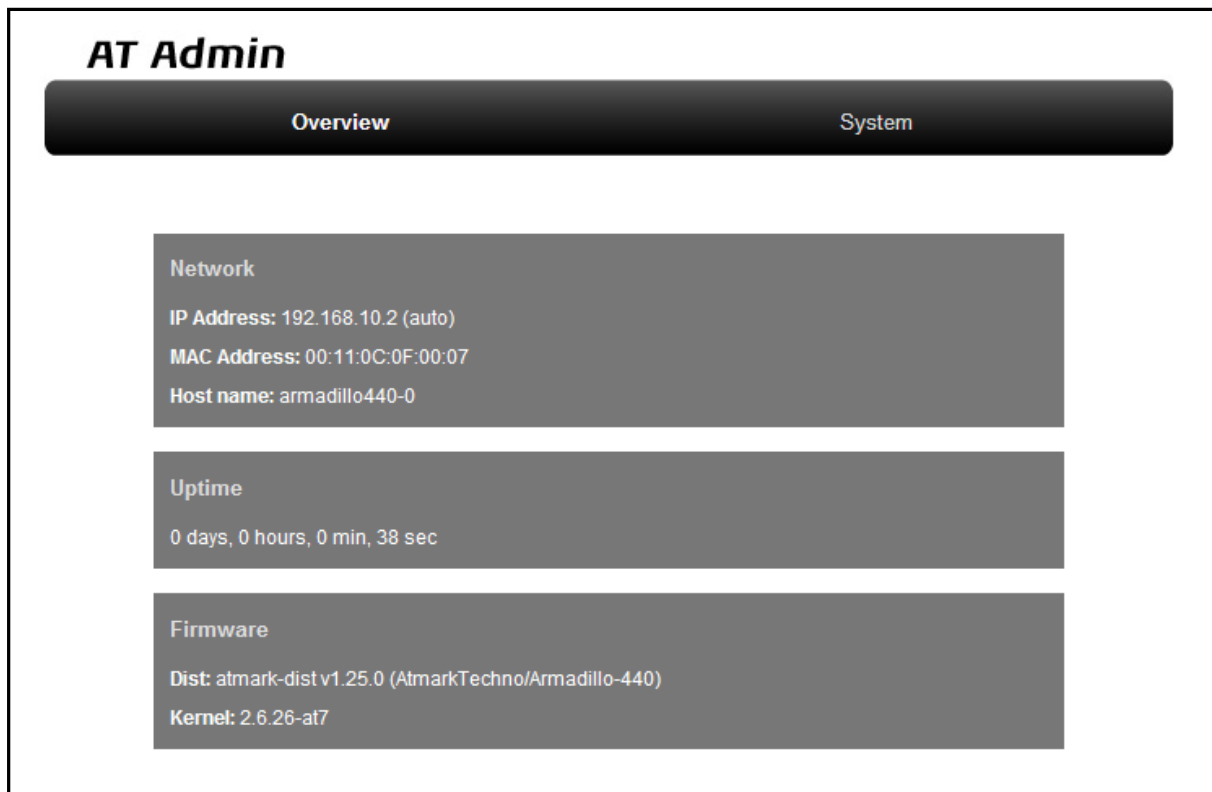 AT Admin
Overview System
Network
IP Address: 192.168.10.2 (auto)
MAC Address: 00:11:0C:0F:00:07
Host name: armadillo440-0
Uptime
0 days, 0 hours, 0 min, 38 sec
Firmware
Dist: atmark-dist v1.25.0 (AtmarkTechno/Armadillo-440)
Kernel: 2.6.26-at7